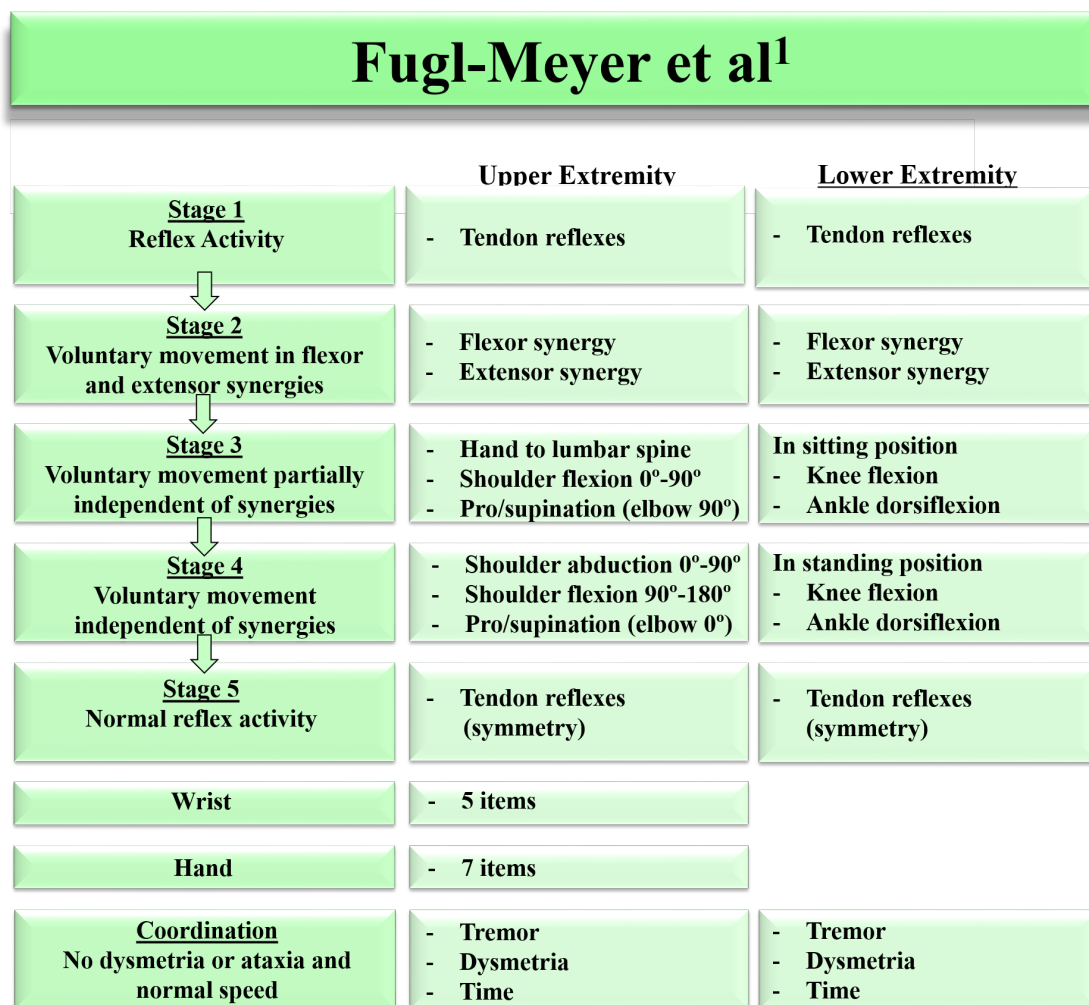 Fugl-Meyer et al¹
Upper Extremity
Lower Extremity
Stage 1
Reflex Activity
- Tendon reflexes
- Tendon reflexes
Stage 2
Voluntary movement in flexor
and extensor synergies
- Flexor synergy
- Extensor synergy
- Flexor synergy
- Extensor synergy
Stage 3
Voluntary movement partially
independent of synergies
- Hand to lumbar spine
- Shoulder flexion 0º-90º
- Pro/supination (elbow 90º)
In sitting position
- Knee flexion
- Ankle dorsiflexion
Stage 4
Voluntary movement
independent of synergies
- Shoulder abduction 0º-90º
- Shoulder flexion 90º-180º
- Pro/supination (elbow 0º)
In standing position
- Knee flexion
- Ankle dorsiflexion
Stage 5
Normal reflex activity
- Tendon reflexes
(symmetry)
- Tendon reflexes
(symmetry)
Wrist
- 5 items
Hand
- 7 items
Coordination
No dysmetria or ataxia and
normal speed
- Tremor
- Dysmetria
- Time
- Tremor
- Dysmetria
- Time